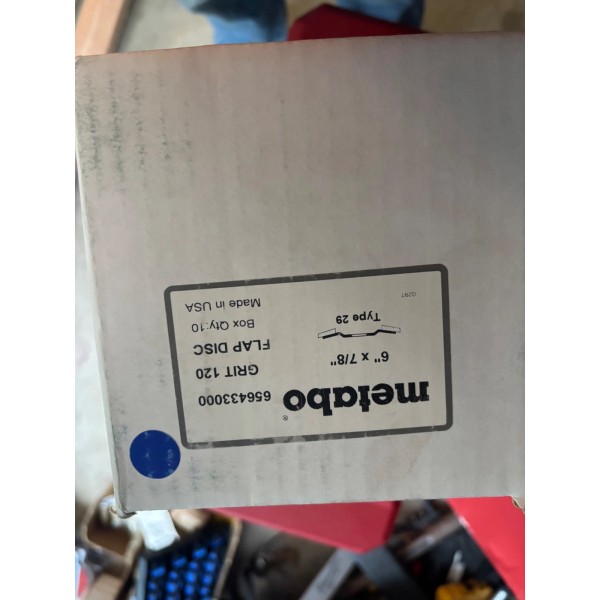 metabo®
6" x 7/8"
Type 29
656433000
GRIT 120
FLAP DISC
Box Qty:10
Made in USA